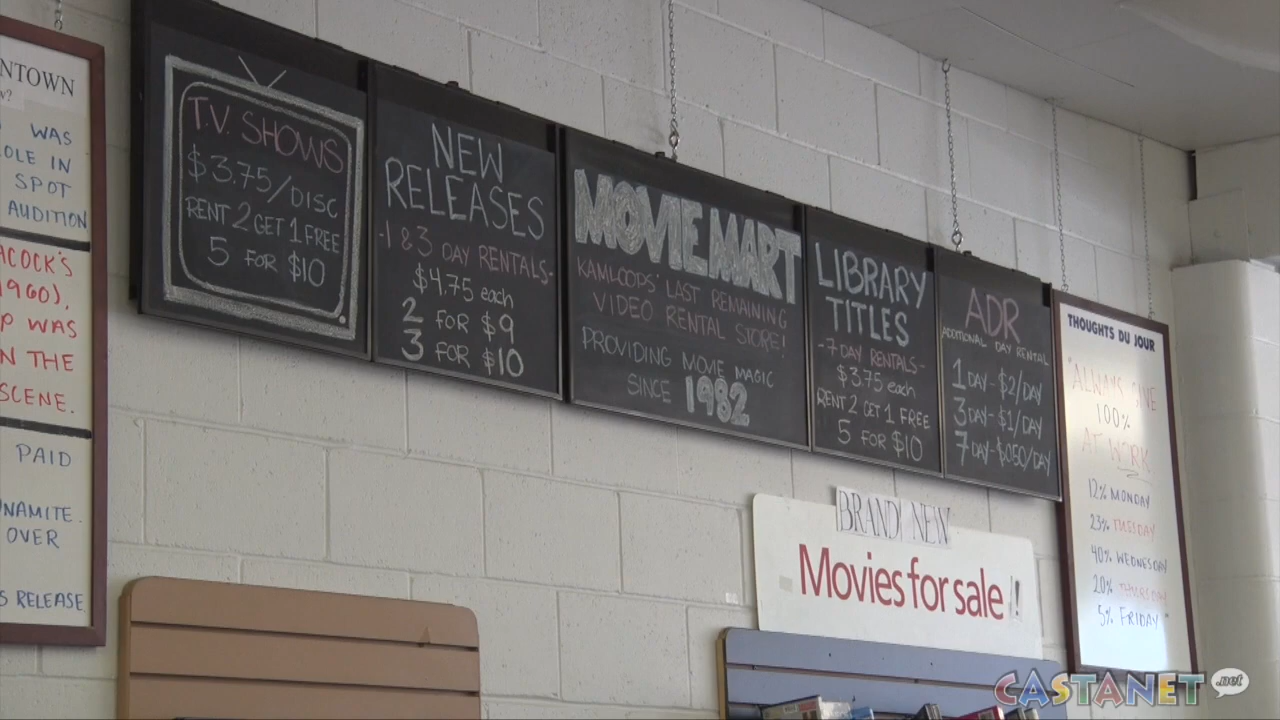 NTOWN
WAS
OLE IN
SPOT
AUDITION
COCK'S
1960),
P WAS
N THE
SCENE.
PAID
NAMITE.
OVER
S RELEASE
T.V. SHOWS
$3.75/DISC
RENT 2 GET 1 FREE
5 FOR $10
NEW
RELEASES
-1 & 3 DAY RENTALS-
$4.75 each
2 FOR $9
3 FOR $10
MOVIE MART
KAMLOOPS' LAST REMAINING
VIDEO RENTAL STORE!
PROVIDING MOVIE MAGIC
SINCE 1982
LIBRARY
TITLES
-7 DAY RENTALS-
$3.75 each
RENT 2 GET 1 FREE
5 FOR $10
ADR
ADDITIONAL DAY RENTAL
1 DAY-$2/DAY
3 DAY-$1/DAY
7 DAY-$0.50/DAY
THOUGHTS DU JOUR
"ALWAYS GIVE
100%
AT WORK
12% MONDAY
23% TUESDAY
40% WEDNESDAY
20% THURSDAY
5% FRIDAY
BRAND NEW
Movies for sale!!
CASTANET.net